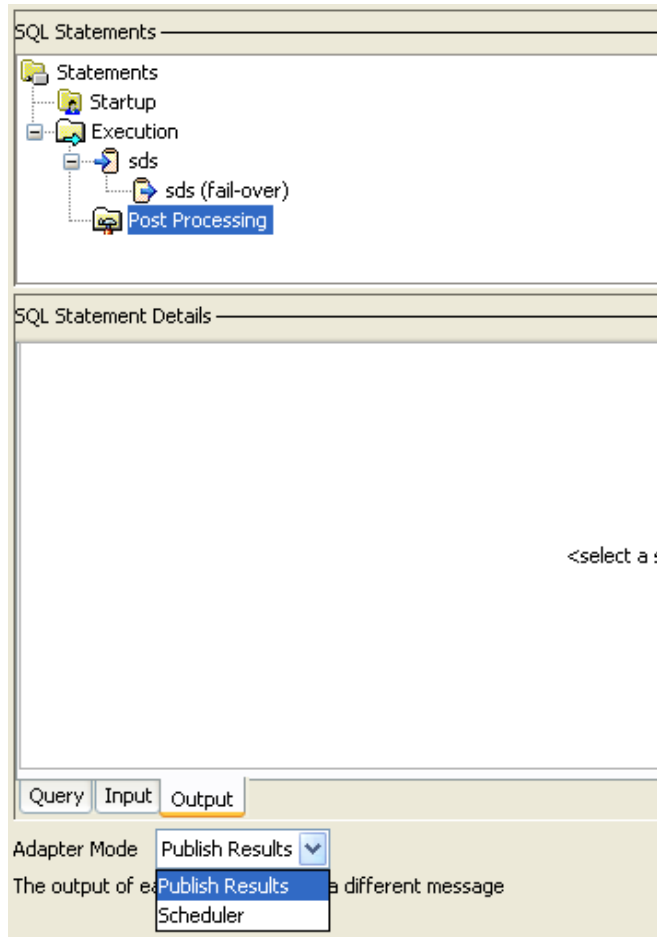 SQL Statements
Statements
Startup
Execution
sds
sds (fail-over)
Post Processing
SQL Statement Details
<select a
Query Input Output
Adapter Mode Publish Results
The output of Publish Results a different message
Scheduler